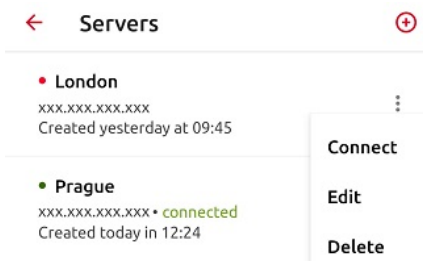 Servers
London
xxx.xxx.xxx.xxx
Created yesterday at 09:45
Connect
Edit
Prague
xxx.xxx.xxx.xxx • connected
Created today in 12:24
Delete